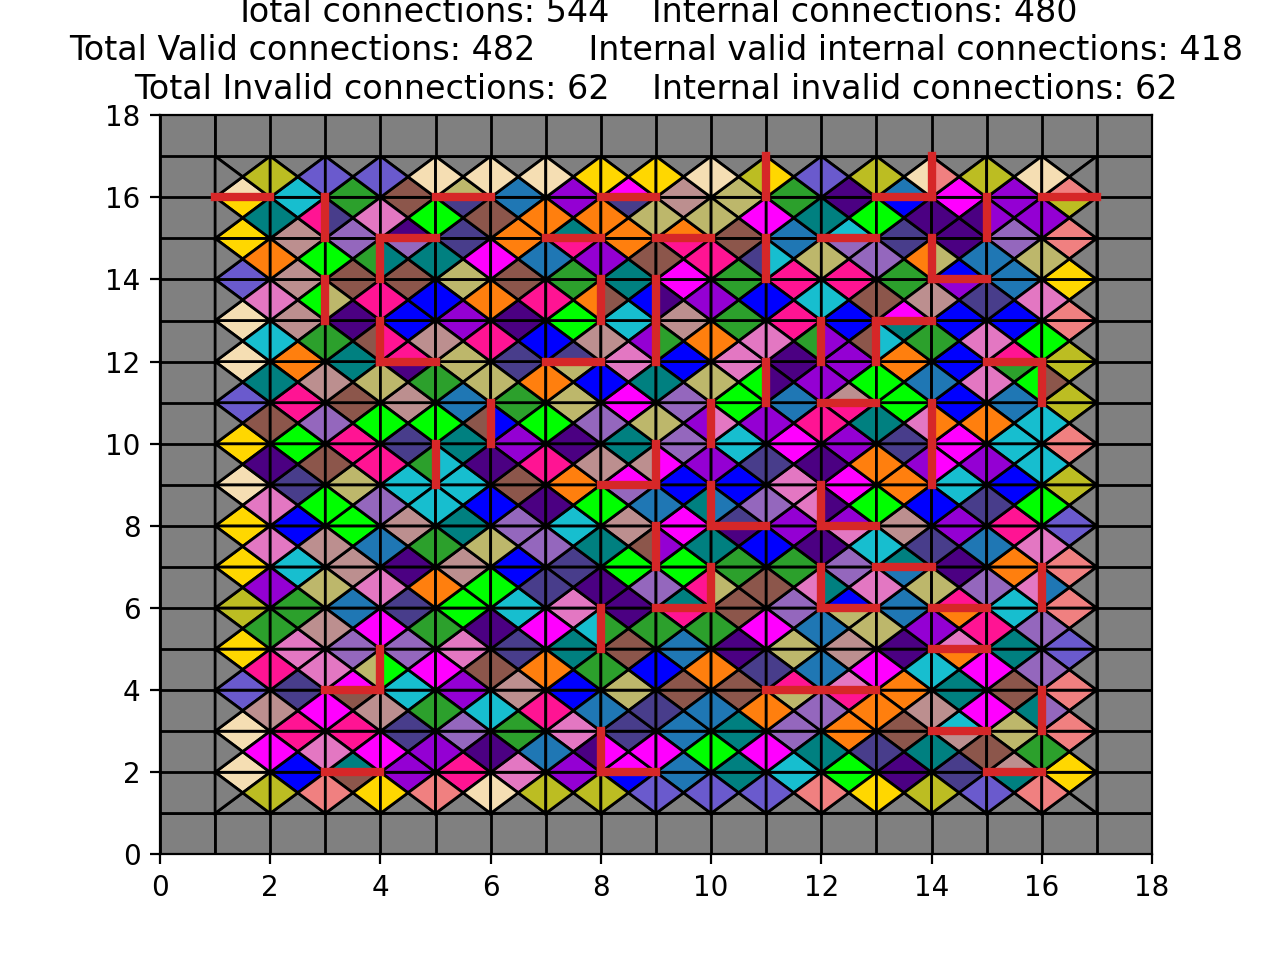 Total connections: 544    Internal connections: 480
Total Valid connections: 482    Internal valid internal connections: 418
Total Invalid connections: 62    Internal invalid connections: 62
18
16
14
12
10
8
6
4
2
0
0 2 4 6 8 10 12 14 16 18